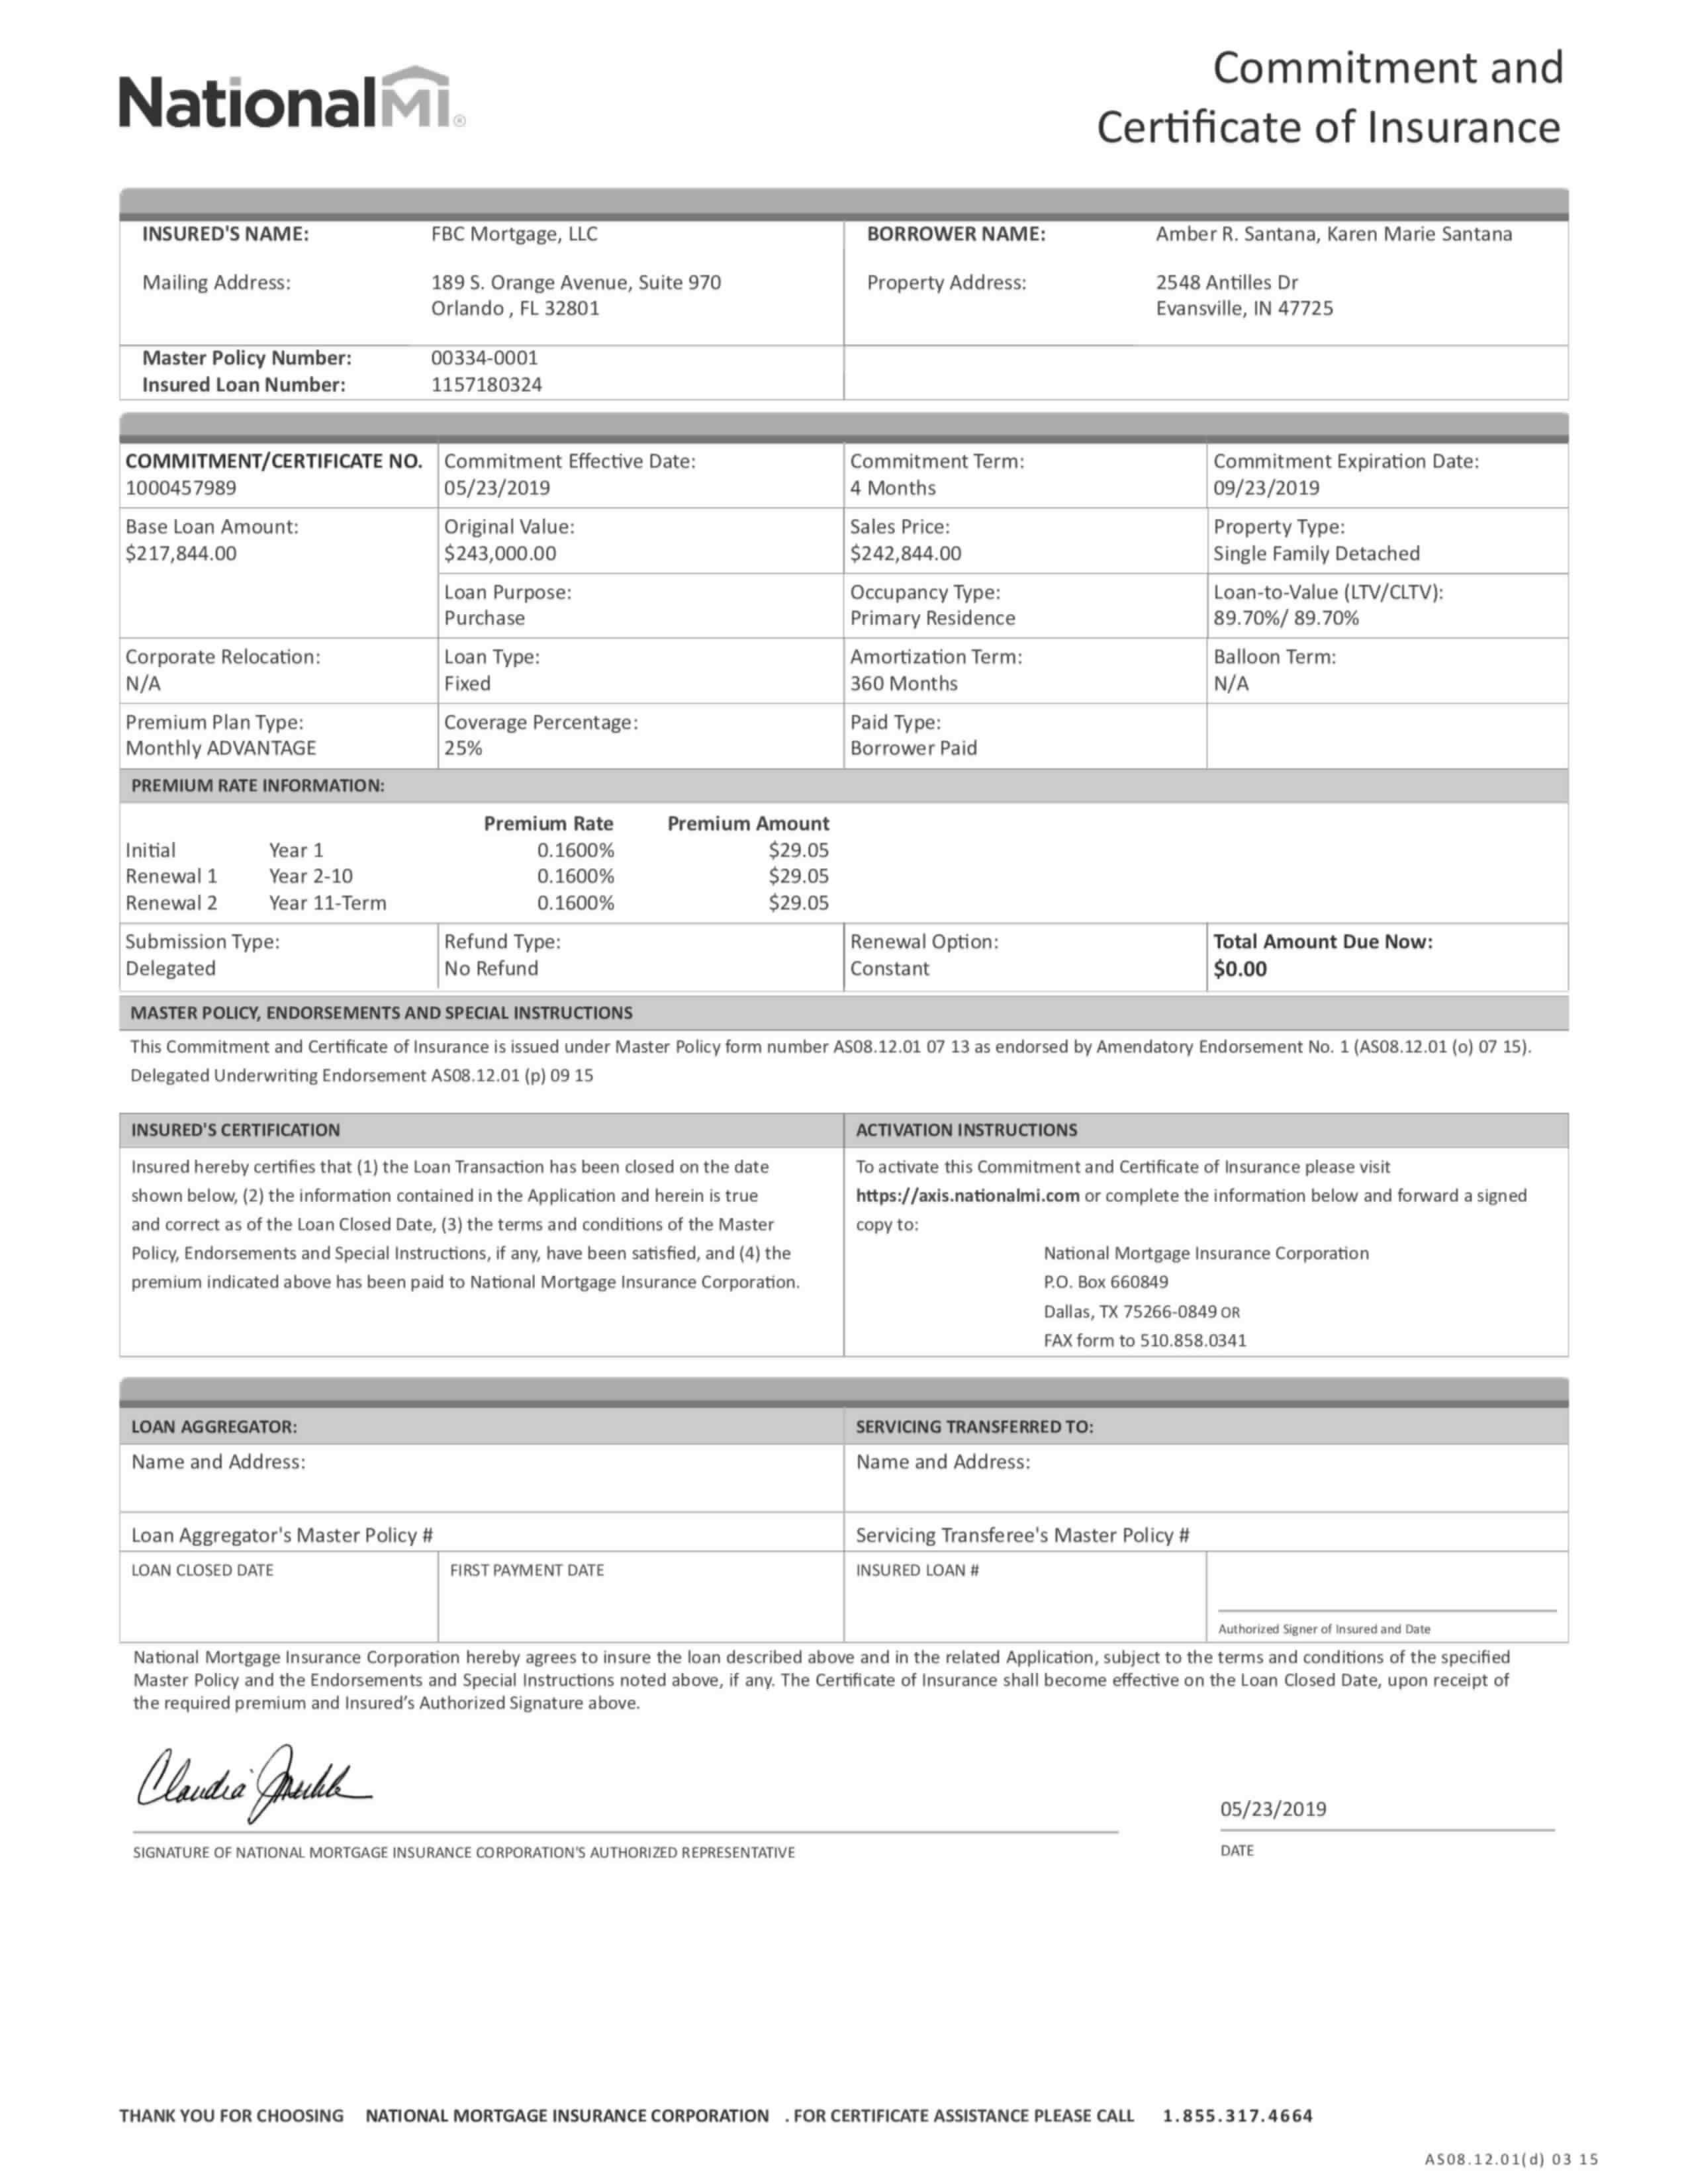 NationalMI®
Commitment and
Certificate of Insurance
INSURED'S NAME: FBC Mortgage, LLC
Mailing Address: 189 S. Orange Avenue, Suite 970
Orlando , FL 32801
BORROWER NAME: Amber R. Santana, Karen Marie Santana
Property Address: 2548 Antilles Dr
Evansville, IN 47725
Master Policy Number: 00334-0001
Insured Loan Number: 1157180324
COMMITMENT/CERTIFICATE NO. Commitment Effective Date: Commitment Term: Commitment Expiration Date:
1000457989 05/23/2019 4 Months 09/23/2019
Base Loan Amount: Original Value: Sales Price: Property Type:
$217,844.00 $243,000.00 $242,844.00 Single Family Detached
Loan Purpose: Occupancy Type: Loan-to-Value (LTV/CLTV):
Purchase Primary Residence 89.70%/ 89.70%
Corporate Relocation: Loan Type: Amortization Term: Balloon Term:
N/A Fixed 360 Months N/A
Premium Plan Type: Coverage Percentage: Paid Type:
Monthly ADVANTAGE 25% Borrower Paid
PREMIUM RATE INFORMATION:
Premium Rate Premium Amount
Initial Year 1 0.1600% $29.05
Renewal 1 Year 2-10 0.1600% $29.05
Renewal 2 Year 11-Term 0.1600% $29.05
Submission Type: Refund Type: Renewal Option: Total Amount Due Now:
Delegated No Refund Constant $0.00
MASTER POLICY, ENDORSEMENTS AND SPECIAL INSTRUCTIONS
This Commitment and Certificate of Insurance is issued under Master Policy form number AS08.12.01 07 13 as endorsed by Amendatory Endorsement No. 1 (AS08.12.01 (o) 07 15).
Delegated Underwriting Endorsement AS08.12.01 (p) 09 15
INSURED'S CERTIFICATION
Insured hereby certifies that (1) the Loan Transaction has been closed on the date
shown below, (2) the information contained in the Application and herein is true
and correct as of the Loan Closed Date, (3) the terms and conditions of the Master
Policy, Endorsements and Special Instructions, if any, have been satisfied, and (4) the
premium indicated above has been paid to National Mortgage Insurance Corporation.
ACTIVATION INSTRUCTIONS
To activate this Commitment and Certificate of Insurance please visit
https://axis.nationalmi.com or complete the information below and forward a signed
copy to:
National Mortgage Insurance Corporation
P.O. Box 660849
Dallas, TX 75266-0849 OR
FAX form to 510.858.0341
LOAN AGGREGATOR: SERVICING TRANSFERRED TO:
Name and Address: Name and Address:
Loan Aggregator's Master Policy # Servicing Transferee's Master Policy #
LOAN CLOSED DATE FIRST PAYMENT DATE INSURED LOAN #
Authorized Signer of Insured and Date
National Mortgage Insurance Corporation hereby agrees to insure the loan described above and in the related Application, subject to the terms and conditions of the specified
Master Policy and the Endorsements and Special Instructions noted above, if any. The Certificate of Insurance shall become effective on the Loan Closed Date, upon receipt of
the required premium and Insured’s Authorized Signature above.
Claudia
05/23/2019
SIGNATURE OF NATIONAL MORTGAGE INSURANCE CORPORATION'S AUTHORIZED REPRESENTATIVE DATE
THANK YOU FOR CHOOSING NATIONAL MORTGAGE INSURANCE CORPORATION . FOR CERTIFICATE ASSISTANCE PLEASE CALL 1.855.317.4664
AS08.12.01(d) 03 15